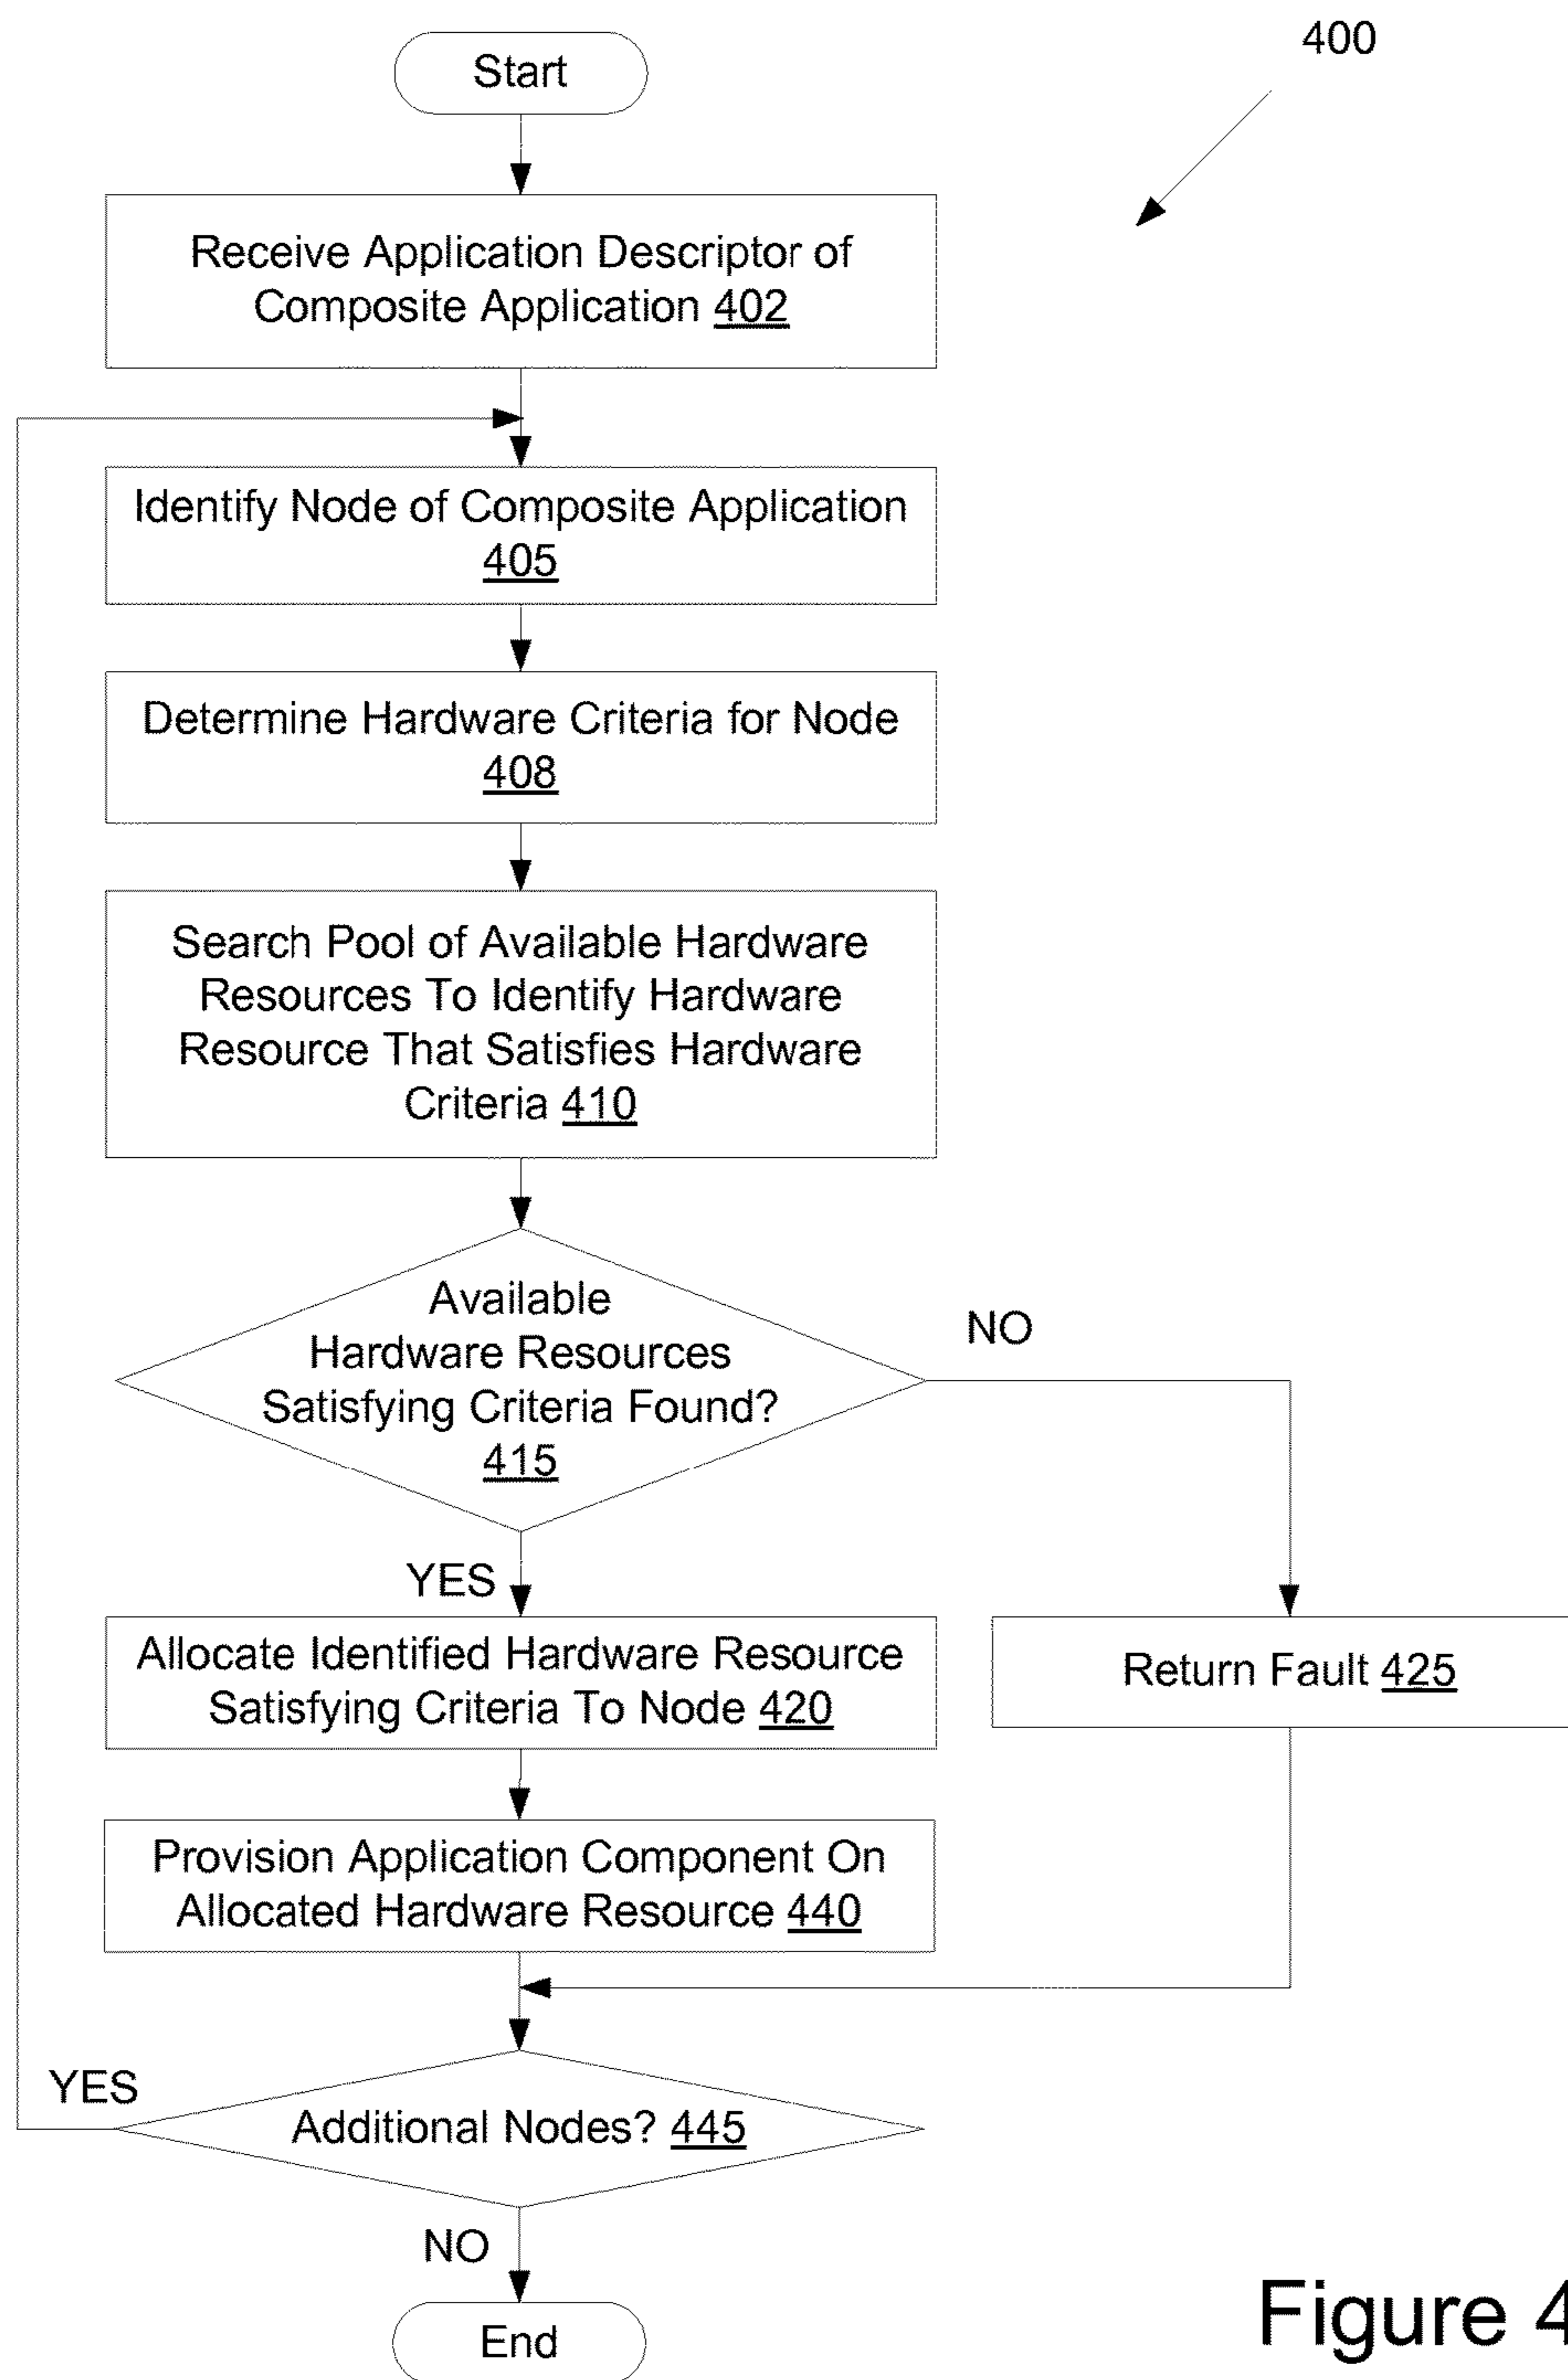 400
Start
Receive Application Descriptor of
Composite Application 402
Identify Node of Composite Application
405
Determine Hardware Criteria for Node
408
Search Pool of Available Hardware
Resources To Identify Hardware
Resource That Satisfies Hardware
Criteria 410
Available
Hardware Resources
Satisfying Criteria Found?
415
NO
YES
Allocate Identified Hardware Resource
Satisfying Criteria To Node 420
Return Fault 425
Provision Application Component On
Allocated Hardware Resource 440
YES
Additional Nodes? 445
NO
End
Figure 4